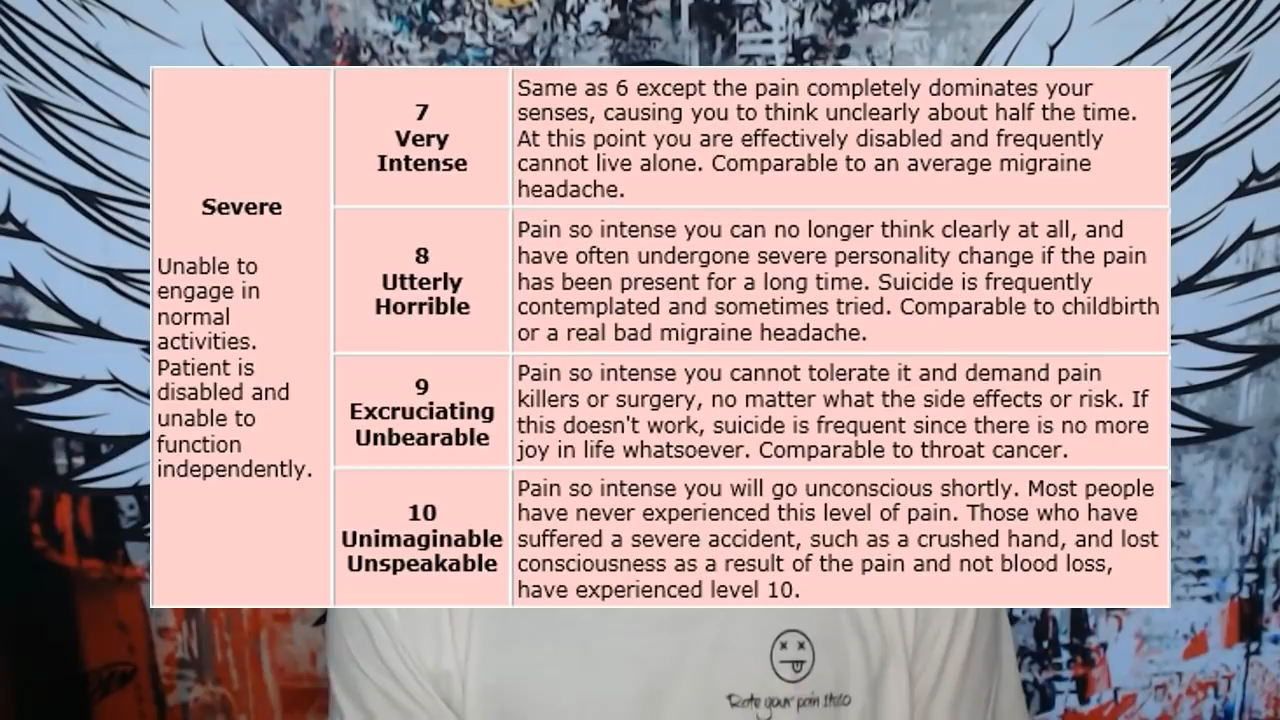 Severe
Unable to
engage in
normal
activities.
Patient is
disabled and
unable to
function
independently.
7
Very
Intense
Same as 6 except the pain completely dominates your
senses, causing you to think unclearly about half the time.
At this point you are effectively disabled and frequently
cannot live alone. Comparable to an average migraine
headache.
8
Utterly
Horrible
Pain so intense you can no longer think clearly at all, and
have often undergone severe personality change if the pain
has been present for a long time. Suicide is frequently
contemplated and sometimes tried. Comparable to childbirth
or a real bad migraine headache.
9
Excruciating
Unbearable
Pain so intense you cannot tolerate it and demand pain
killers or surgery, no matter what the side effects or risk. If
this doesn't work, suicide is frequent since there is no more
joy in life whatsoever. Comparable to throat cancer.
10
Unimaginable
Unspeakable
Pain so intense you will go unconscious shortly. Most people
have never experienced this level of pain. Those who have
suffered a severe accident, such as a crushed hand, and lost
consciousness as a result of the pain and not blood loss,
have experienced level 10.
Rate your pain 1to10